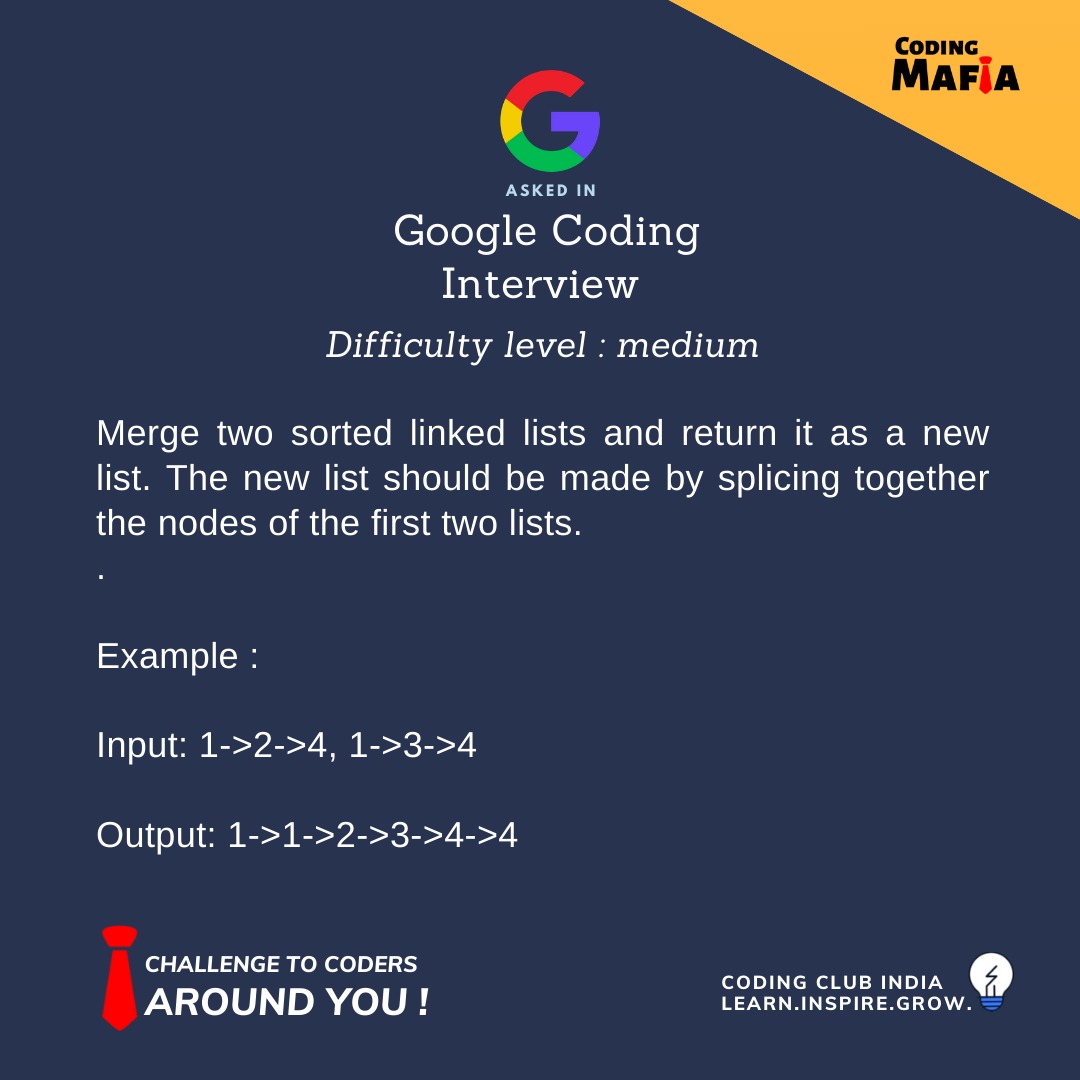 CODING
MAFIA
ASKED IN
Google Coding
Interview
Difficulty level : medium
Merge two sorted linked lists and return it as a new
list. The new list should be made by splicing together
the nodes of the first two lists.
.
Example :
Input: 1->2->4, 1->3->4
Output: 1->1->2->3->4->4
CHALLENGE TO CODERS
AROUND YOU !
CODING CLUB INDIA
LEARN.INSPIRE.GROW.